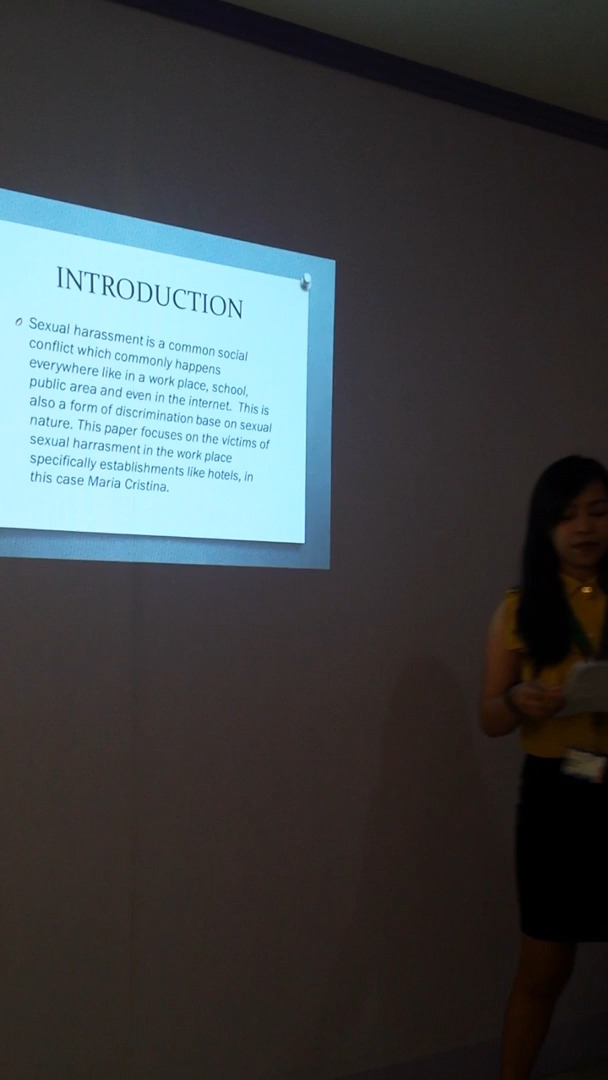 INTRODUCTION
Sexual harassment is a common social
conflict which commonly happens
everywhere like in a work place, school,
public area and even in the internet. This is
also a form of discrimination base on sexual
nature. This paper focuses on the victims of
sexual harrasment in the work place
specifically establishments like hotels, in
this case Maria Cristina.